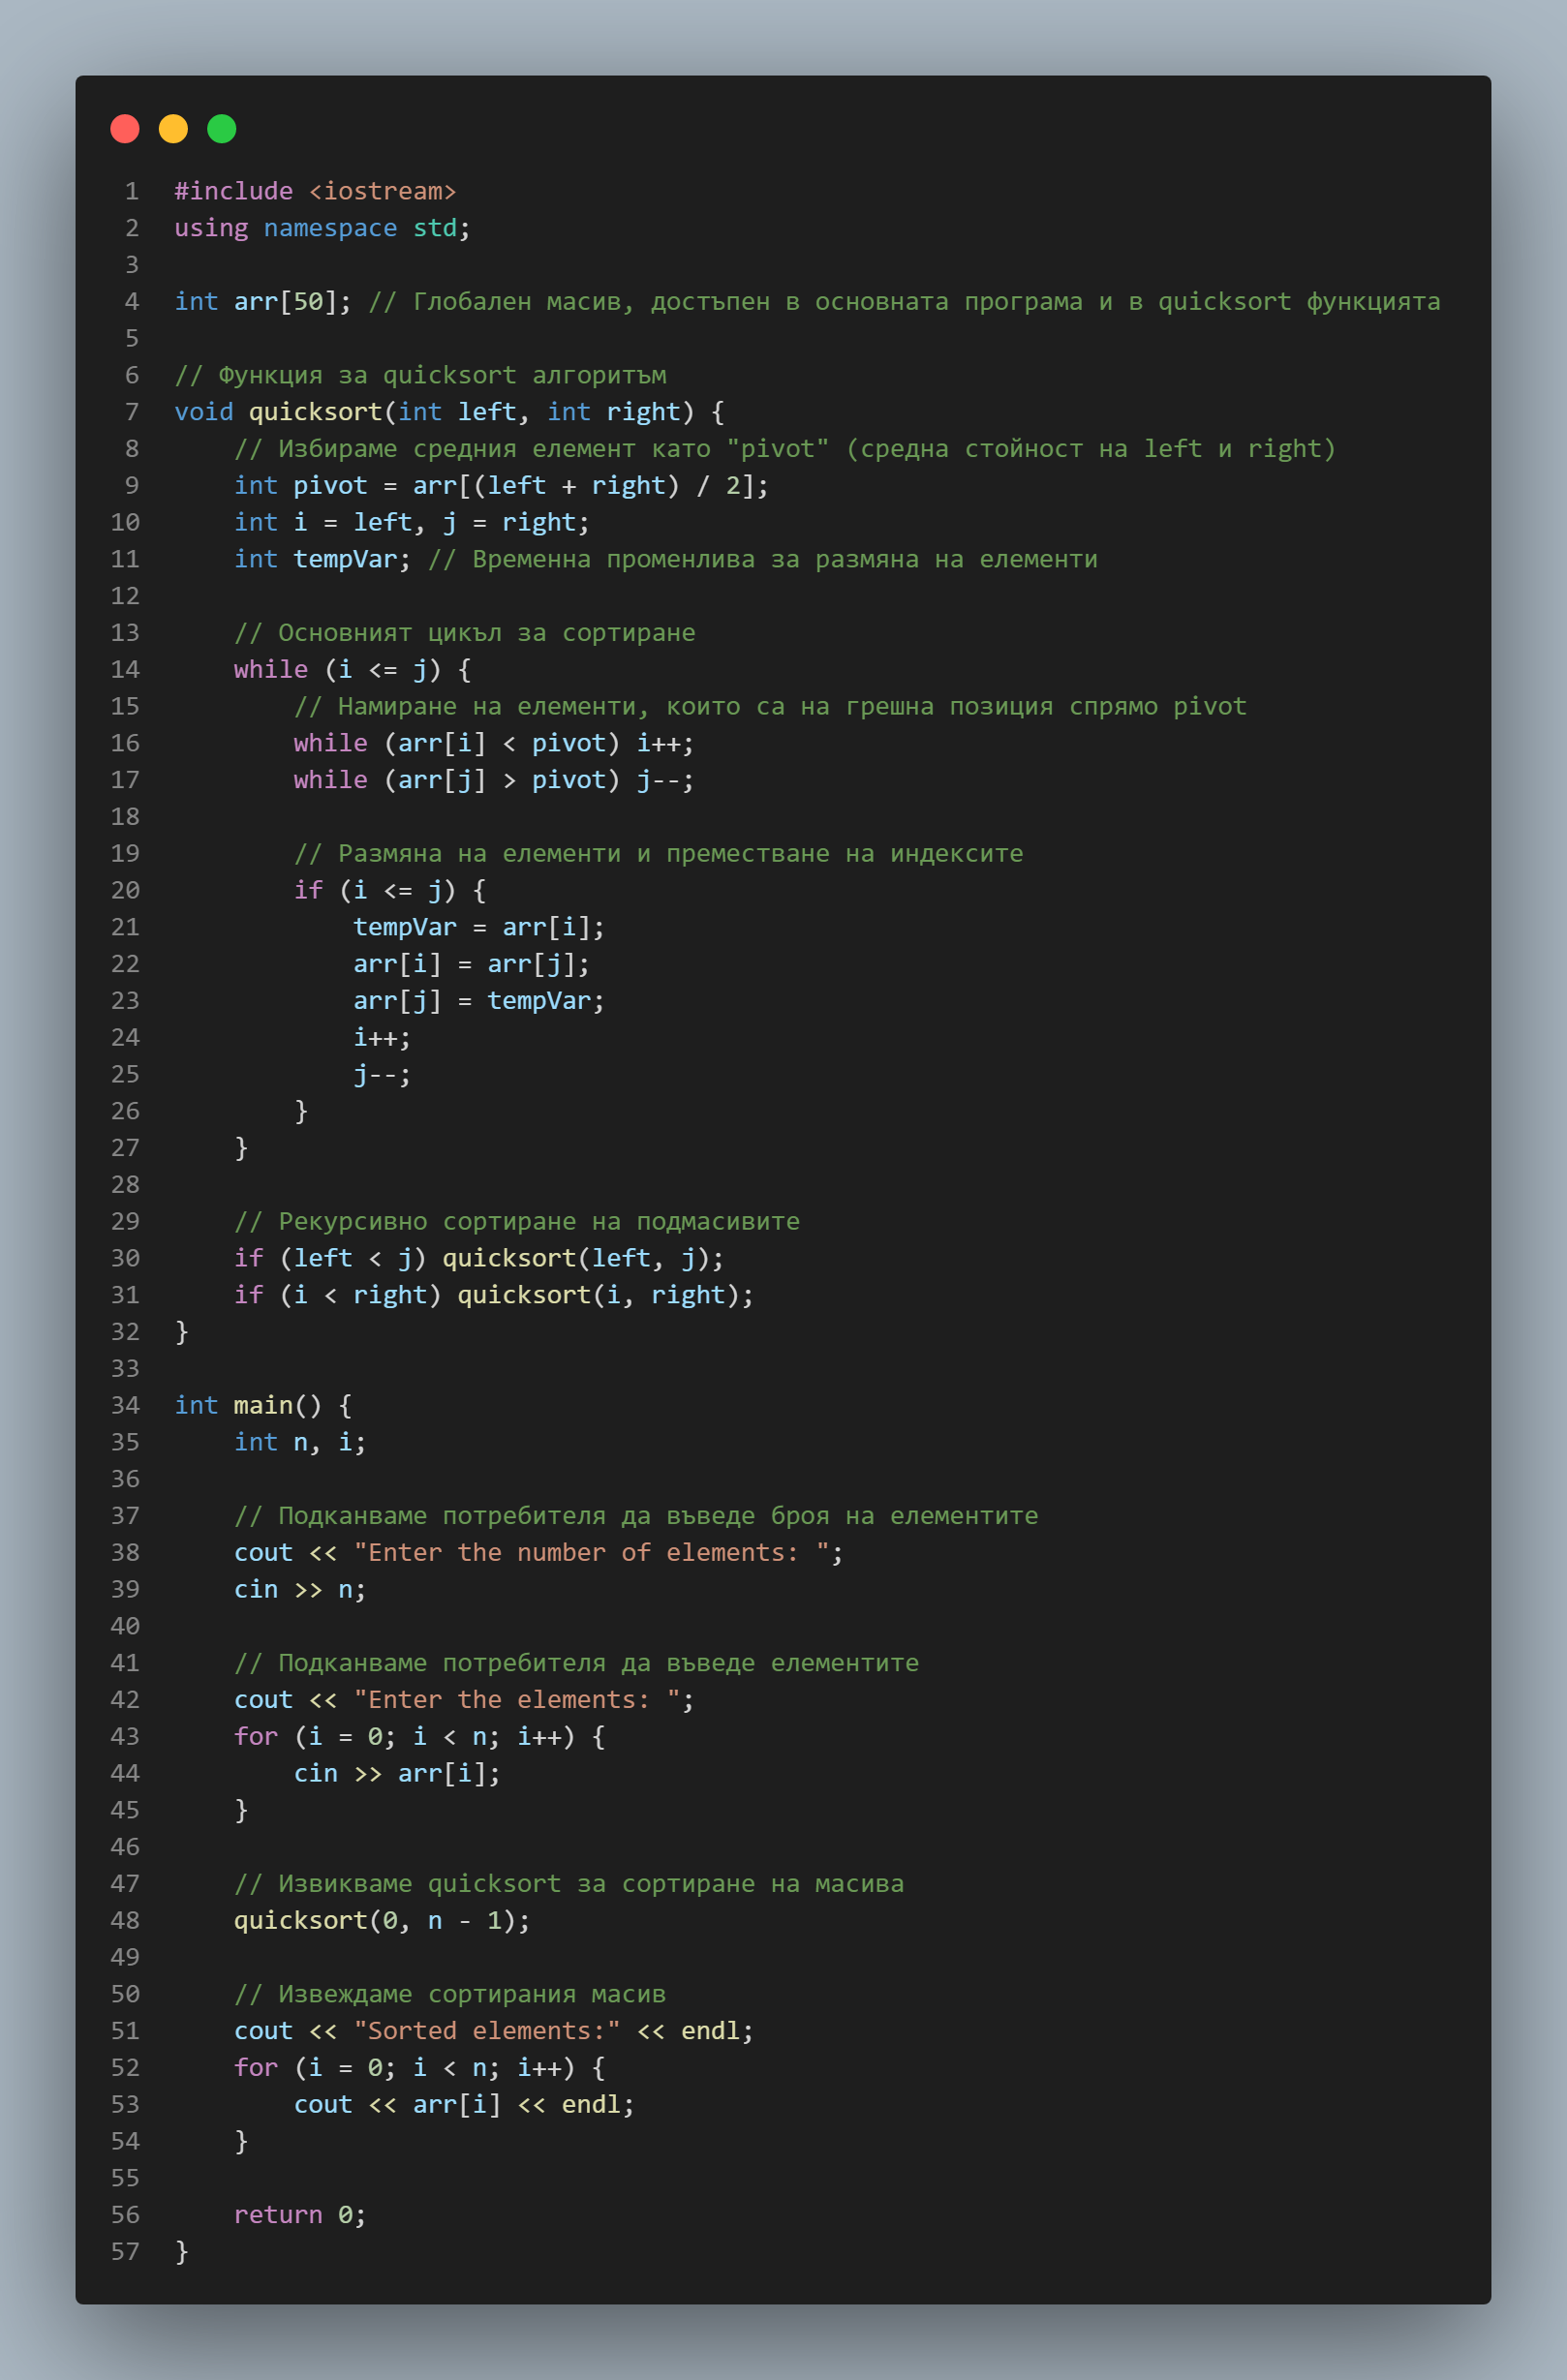 1 #include <iostream>
2 using namespace std;
3
4 int arr[50]; // Глобален масив, достъпен в основната програма и в quicksort функцията
5
6 // Функция за quicksort алгоритъм
7 void quicksort(int left, int right) {
8     // Избираме средния елемент като "pivot" (средна стойност на left и right)
9     int pivot = arr[(left + right) / 2];
10     int i = left, j = right;
11     int tempVar; // Временна променлива за размяна на елементи
12
13     // Основният цикъл за сортиране
14     while (i <= j) {
15         // Намиране на елементи, които са на грешна позиция спрямо pivot
16         while (arr[i] < pivot) i++;
17         while (arr[j] > pivot) j--;
18
19         // Размяна на елементи и преместване на индексите
20         if (i <= j) {
21             tempVar = arr[i];
22             arr[i] = arr[j];
23             arr[j] = tempVar;
24             i++;
25             j--;
26         }
27     }
28
29     // Рекурсивно сортиране на подмасивите
30     if (left < j) quicksort(left, j);
31     if (i < right) quicksort(i, right);
32 }
33
34 int main() {
35     int n, i;
36
37     // Подканваме потребителя да въведе броя на елементите
38     cout << "Enter the number of elements: ";
39     cin >> n;
40
41     // Подканваме потребителя да въведе елементите
42     cout << "Enter the elements: ";
43     for (i = 0; i < n; i++) {
44         cin >> arr[i];
45     }
46
47     // Извикваме quicksort за сортиране на масива
48     quicksort(0, n - 1);
49
50     // Извеждаме сортирания масив
51     cout << "Sorted elements:" << endl;
52     for (i = 0; i < n; i++) {
53         cout << arr[i] << endl;
54     }
55
56     return 0;
57 }